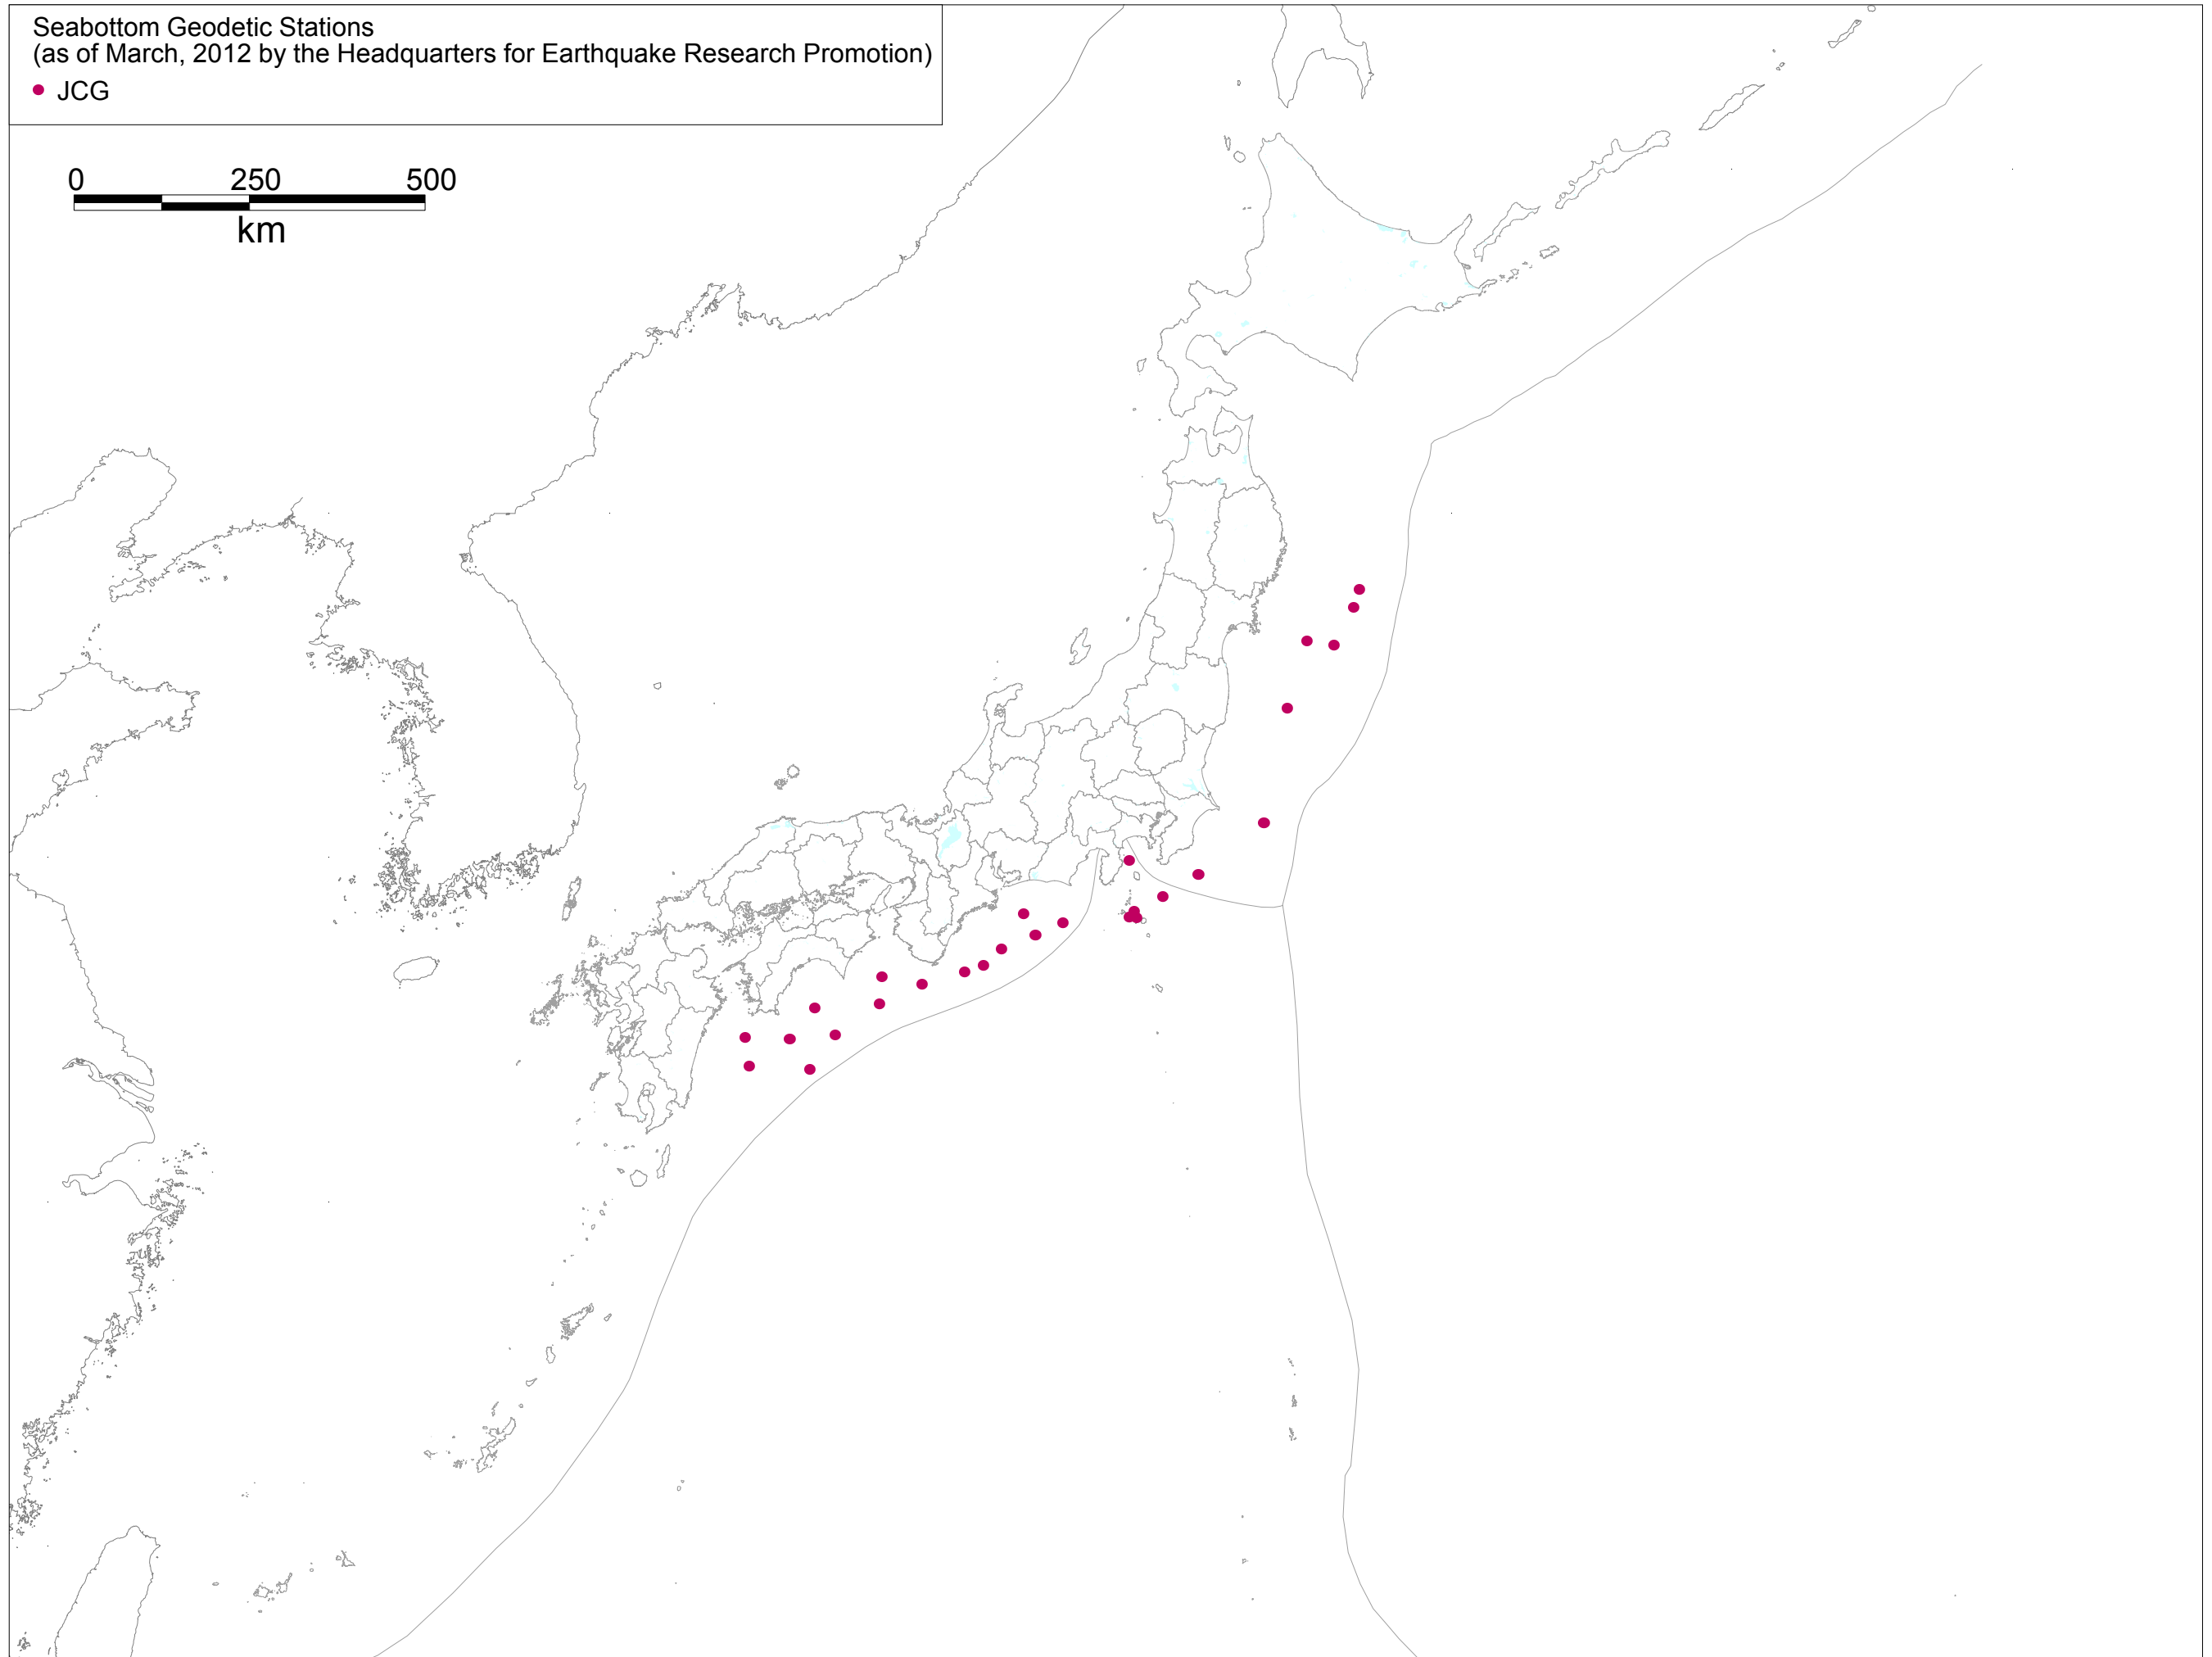 Seabottom Geodetic Stations
(as of March, 2012 by the Headquarters for Earthquake Research Promotion)
JCG
0 250 500
km